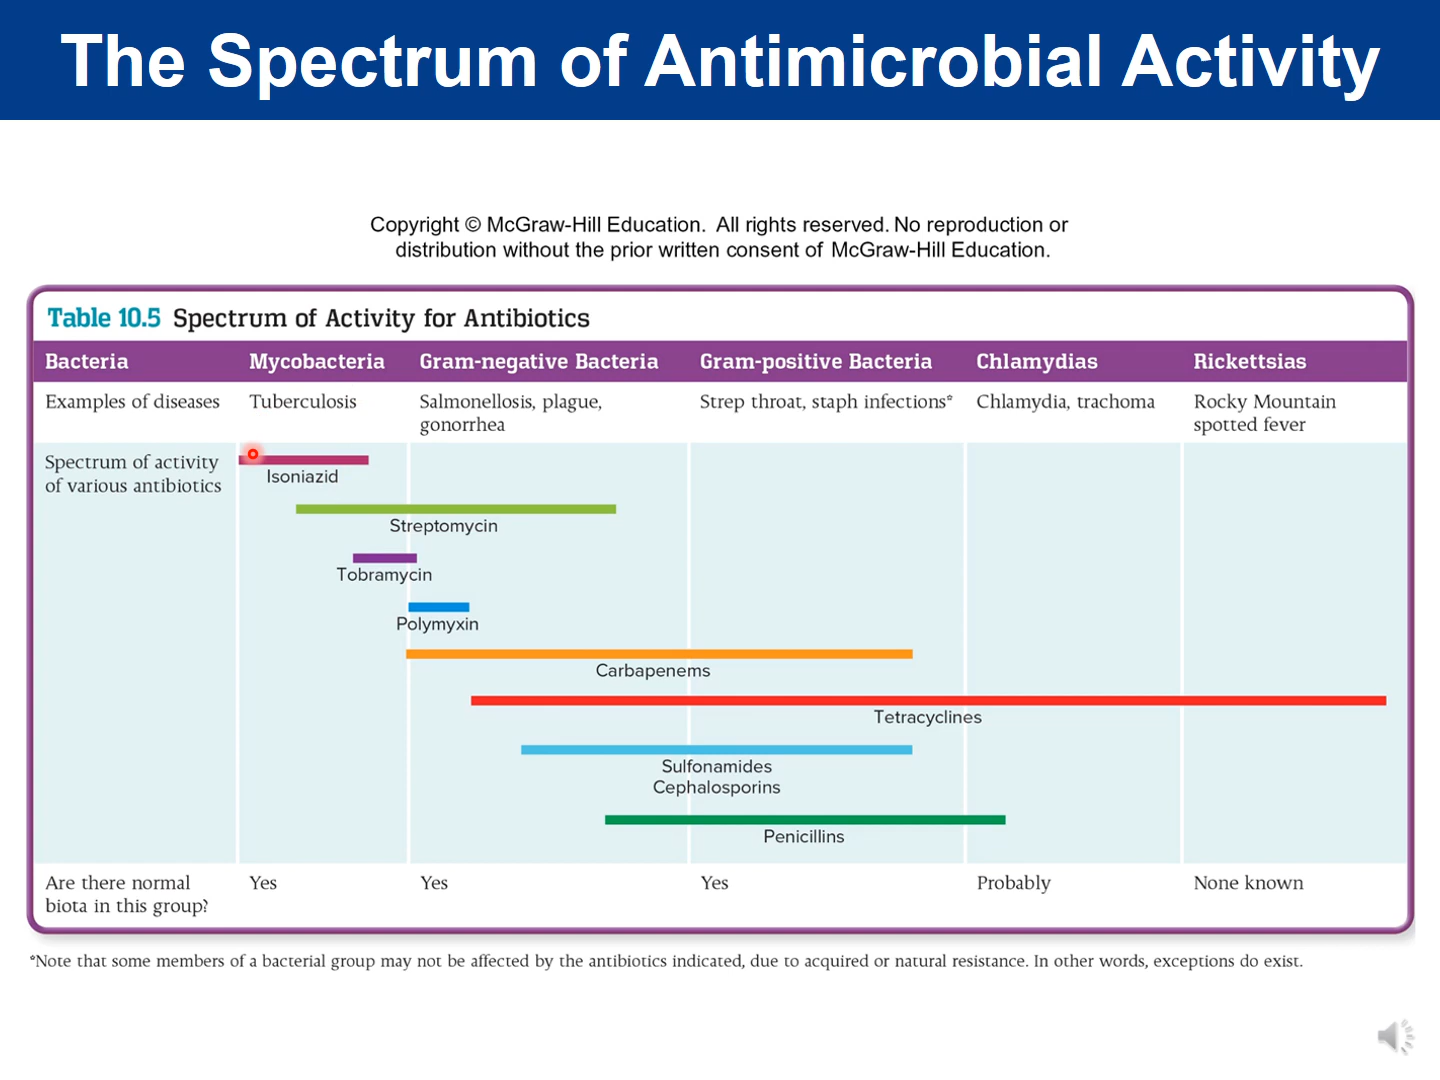 The Spectrum of Antimicrobial Activity
Copyright © McGraw-Hill Education. All rights reserved. No reproduction or
distribution without the prior written consent of McGraw-Hill Education.
Table 10.5 Spectrum of Activity for Antibiotics
Bacteria Mycobacteria Gram-negative Bacteria Gram-positive Bacteria Chlamydias Rickettsias
Examples of diseases Tuberculosis Salmonellosis, plague, Strep throat, staph infections* Chlamydia, trachoma Rocky Mountain
gonorrhea spotted fever
Spectrum of activity
of various antibiotics
Isoniazid
Streptomycin
Tobramycin
Polymyxin
Carbapenems
Tetracyclines
Sulfonamides
Cephalosporins
Penicillins
Are there normal Yes Yes Yes Probably None known
biota in this group?
*Note that some members of a bacterial group may not be affected by the antibiotics indicated, due to acquired or natural resistance. In other words, exceptions do exist.